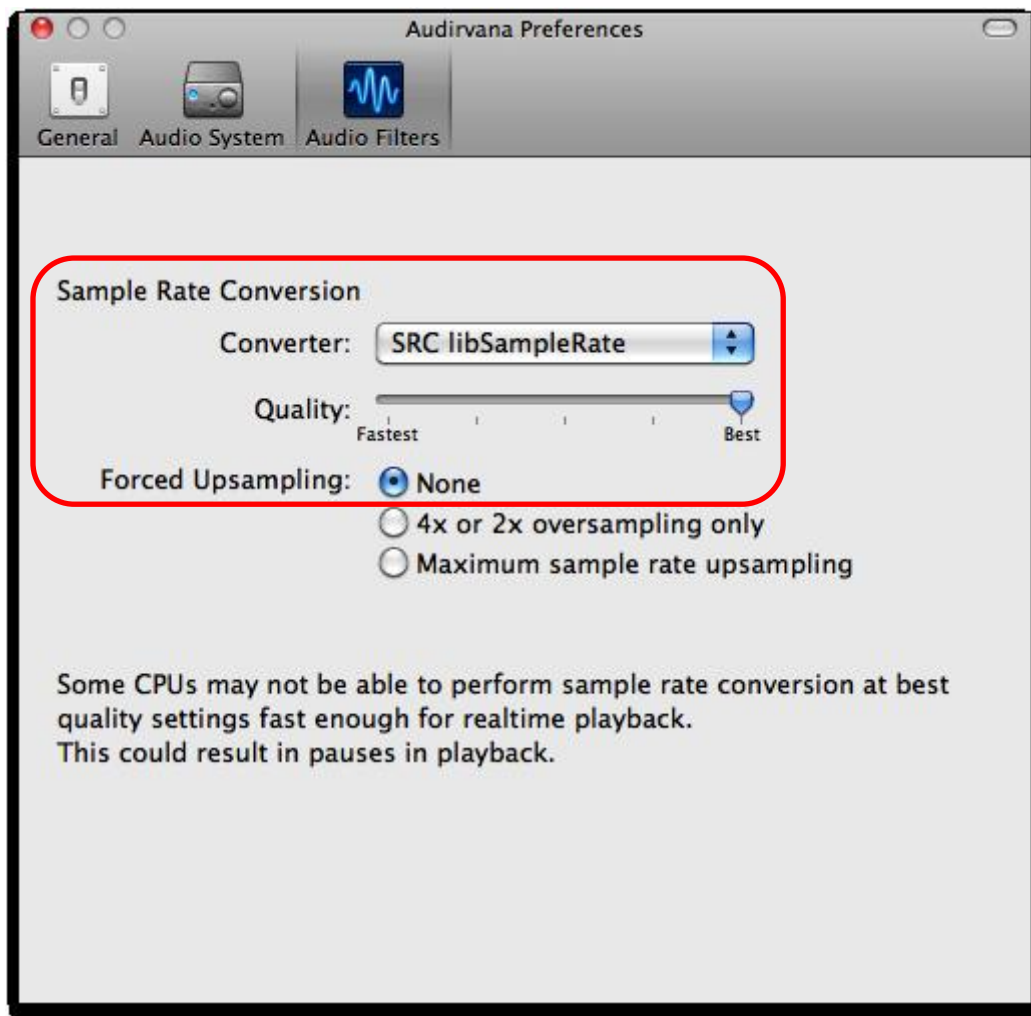 Audirvana Preferences
General Audio System Audio Filters
Sample Rate Conversion
Converter: SRC libSampleRate
Quality:
Fastest Best
Forced Upsampling: None
4x or 2x oversampling only
Maximum sample rate upsampling
Some CPUs may not be able to perform sample rate conversion at best
quality settings fast enough for realtime playback.
This could result in pauses in playback.